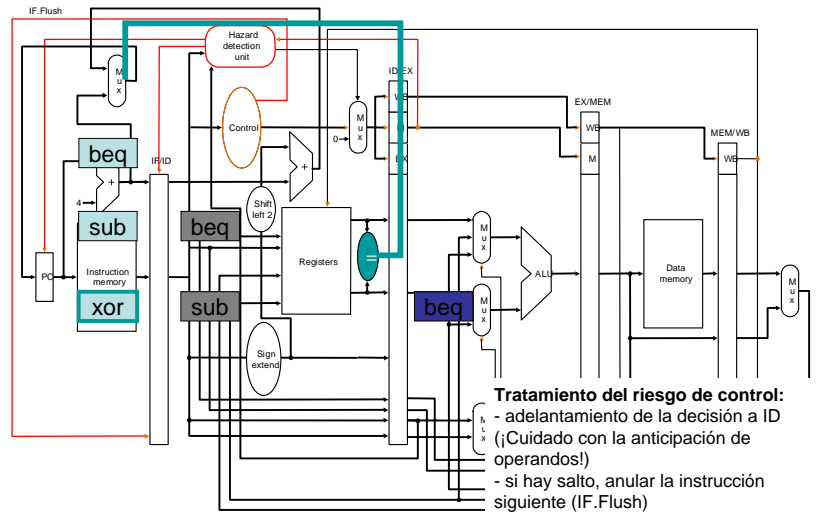 IF.Flush
Hazard
detection
unit
M
u
x
ID/EX
WB
EX/MEM
M
u
x
Control
M
WB
MEM/WB
0
EX
M
WB
beq
IF/ID
+
+
4
Shift
left 2
sub
beq
M
u
x
PC
Instruction
memory
Registers
=
ALU
Data
memory
M
u
x
xor
sub
beq
M
u
x
Sign
extend
M
u
x
Tratamiento del riesgo de control:
- adelantamiento de la decisión a ID
(¡Cuidado con la anticipación de
operandos!)
- si hay salto, anular la instrucción
siguiente (IF.Flush)